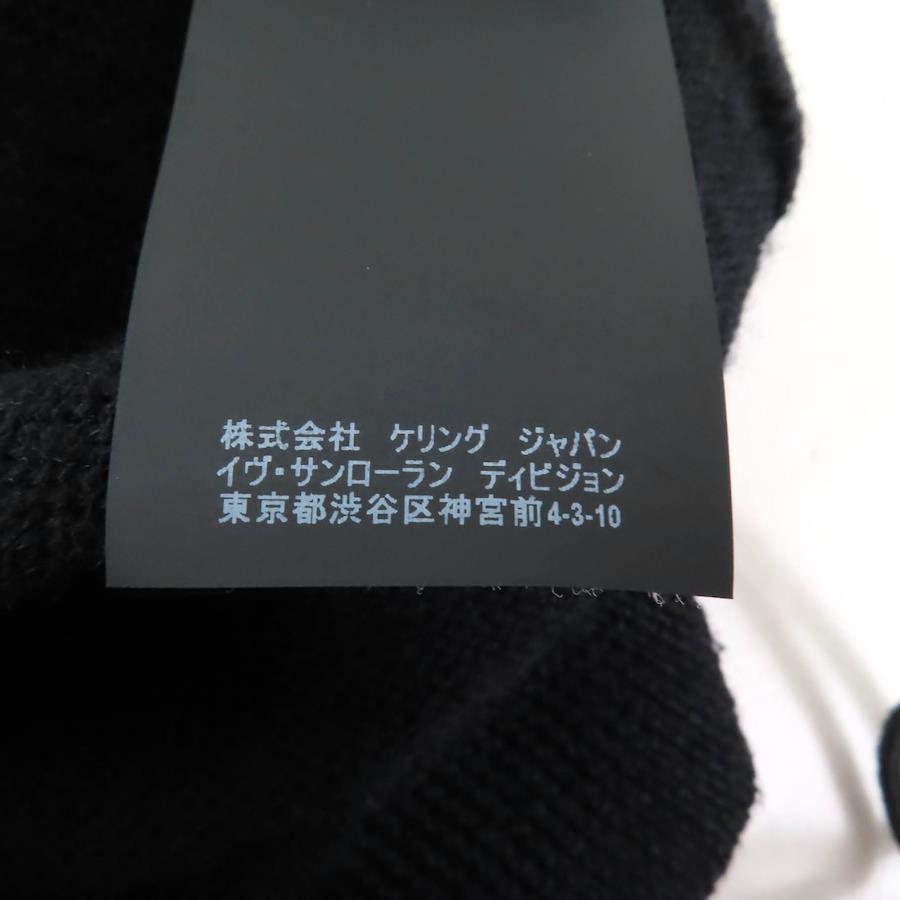 株式会社 ケリング ジャパン
イヴ・サンローラン ディビジョン
東京都渋谷区神宮前4-3-10